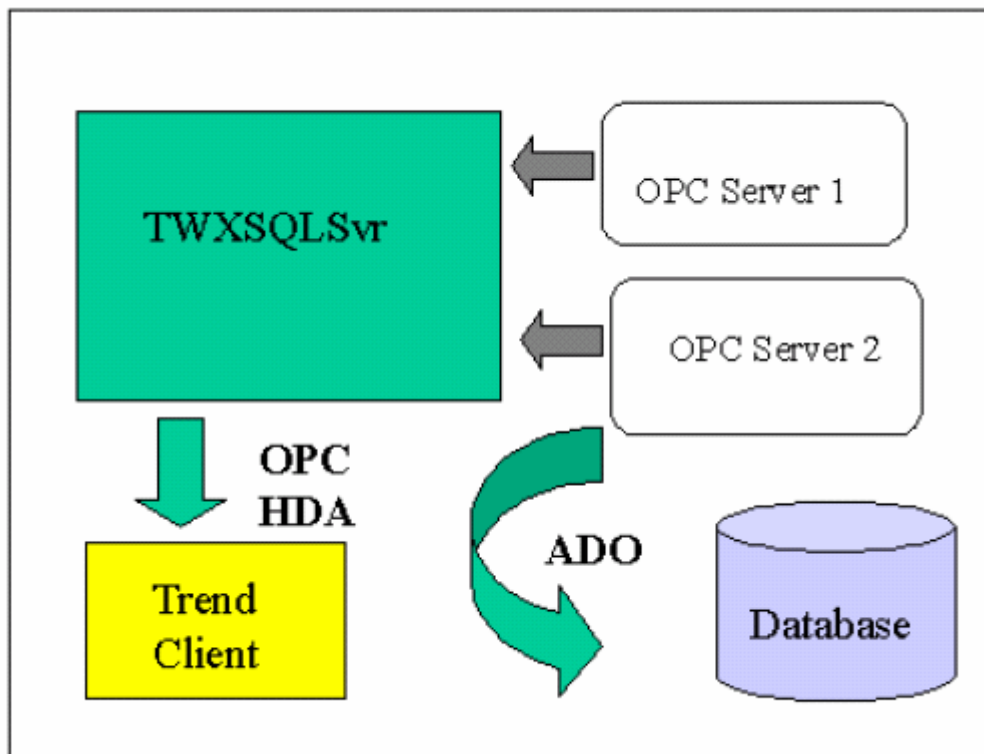 TWXSQLSvr
OPC Server 1
OPC Server 2
OPC
HDA
ADO
Trend
Client
Database